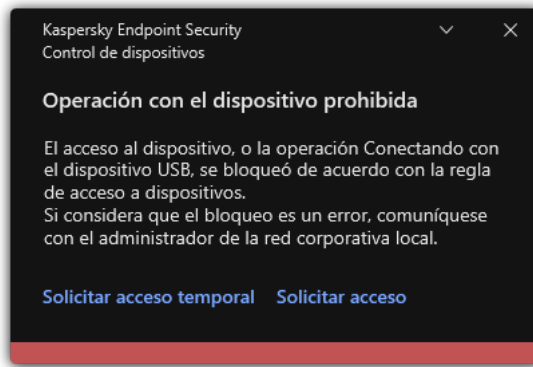 Kaspersky Endpoint Security
Control de dispositivos
Operación con el dispositivo prohibida
El acceso al dispositivo, o la operación Conectando con
el dispositivo USB, se bloqueó de acuerdo con la regla
de acceso a dispositivos.
Si considera que el bloqueo es un error, comuníquese
con el administrador de la red corporativa local.
Solicitar acceso temporal Solicitar acceso